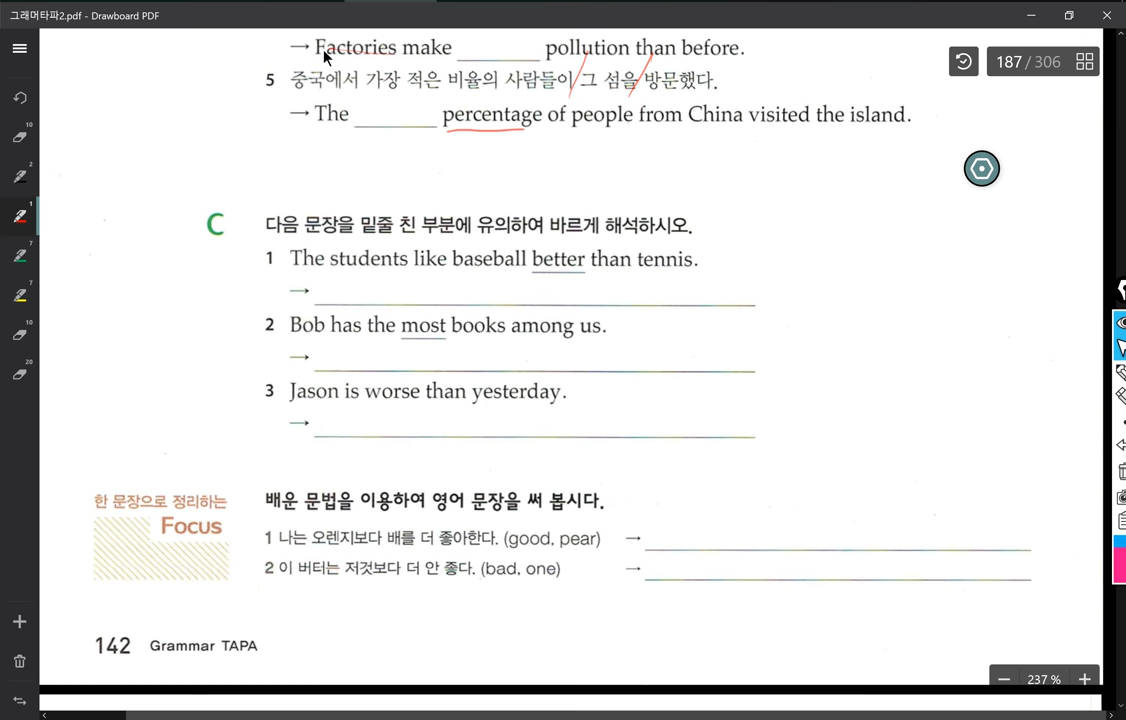 그래머타파2.pdf - Drawboard PDF
→ Factories make ________ pollution than before.
187 / 306
5 중국에서 가장 적은 비율의 사람들이 그 섬을 방문했다.
→ The ________ percentage of people from China visited the island.
10
2
1
7
7
10
20
C 다음 문장을 밑줄 친 부분에 유의하여 바르게 해석하시오.
1 The students like baseball better than tennis.
→
2 Bob has the most books among us.
→
3 Jason is worse than yesterday.
→
한 문장으로 정리하는
Focus
배운 문법을 이용하여 영어 문장을 써 봅시다.
1 나는 오렌지보다 배를 더 좋아한다. (good, pear) →
2 이 버터는 저것보다 더 안 좋다. (bad, one) →
142 Grammar TAPA
237 %